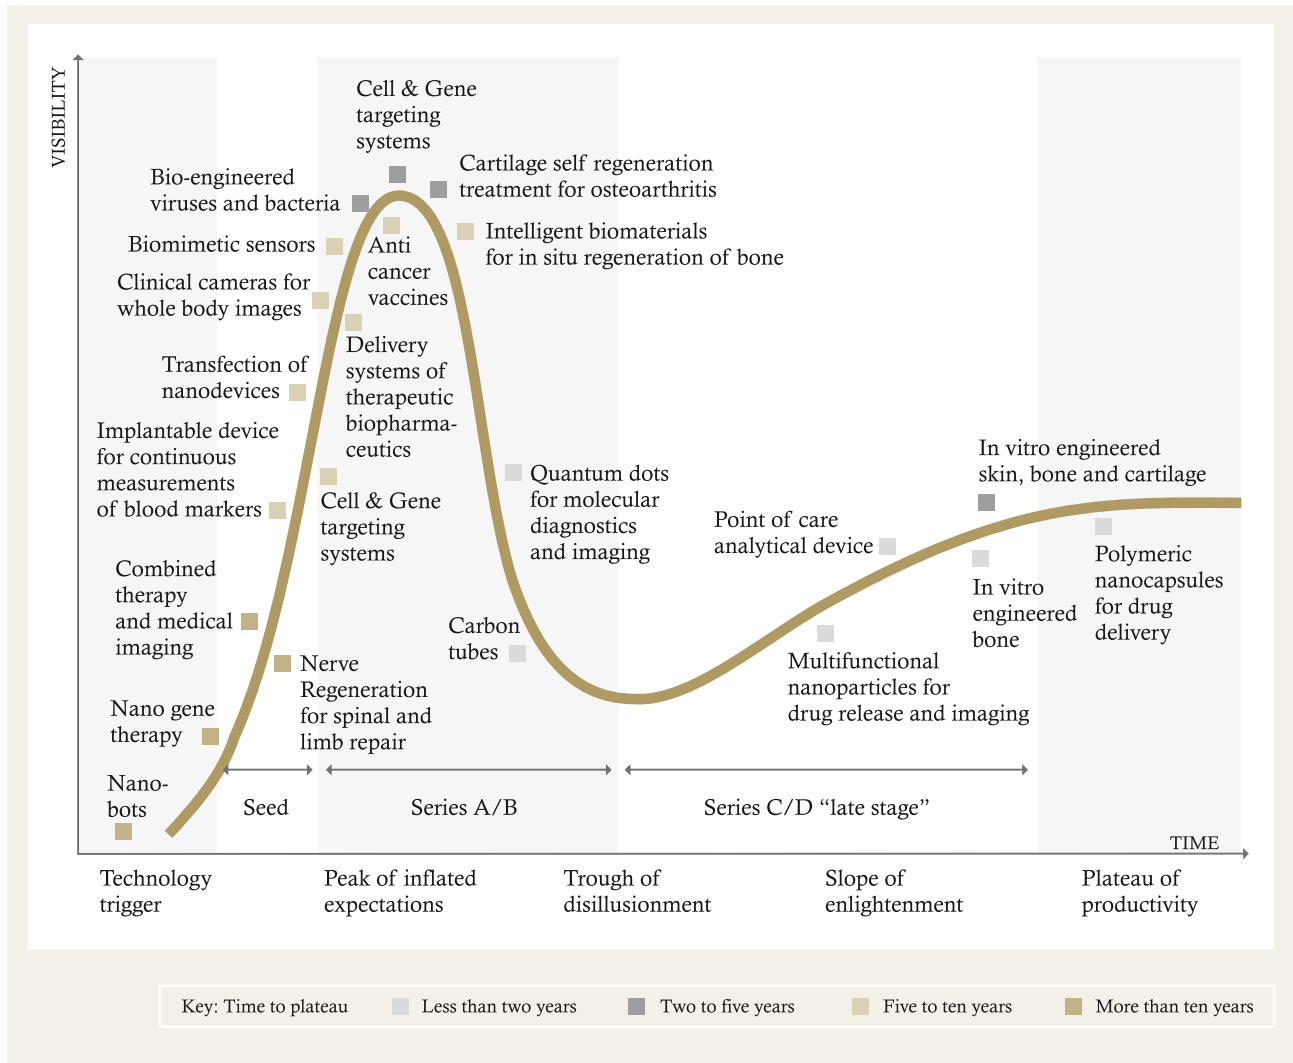 VISIBILITY
Cell & Gene
targeting
systems
Cartilage self regeneration
treatment for osteoarthritis
Bio-engineered
viruses and bacteria
Intelligent biomaterials
for in situ regeneration of bone
Biomimetic sensors
Anti
cancer
vaccines
Clinical cameras for
whole body images
Delivery
systems of
therapeutic
biopharma-
ceutics
Transfection of
nanodevices
Implantable device
for continuous
measurements
of blood markers
Cell & Gene
targeting
systems
Quantum dots
for molecular
diagnostics
and imaging
In vitro engineered
skin, bone and cartilage
Point of care
analytical device
Combined
therapy
and medical
imaging
Polymeric
nanocapsules
for drug
delivery
In vitro
engineered
bone
Carbon
tubes
Nerve
Regeneration
for spinal and
limb repair
Multifunctional
nanoparticles for
drug release and imaging
Nano gene
therapy
Nano-
bots
Seed
Series A/B
Series C/D “late stage”
TIME
Technology
trigger
Peak of inflated
expectations
Trough of
disillusionment
Slope of
enlightenment
Plateau of
productivity
Key: Time to plateau
Less than two years
Two to five years
Five to ten years
More than ten years